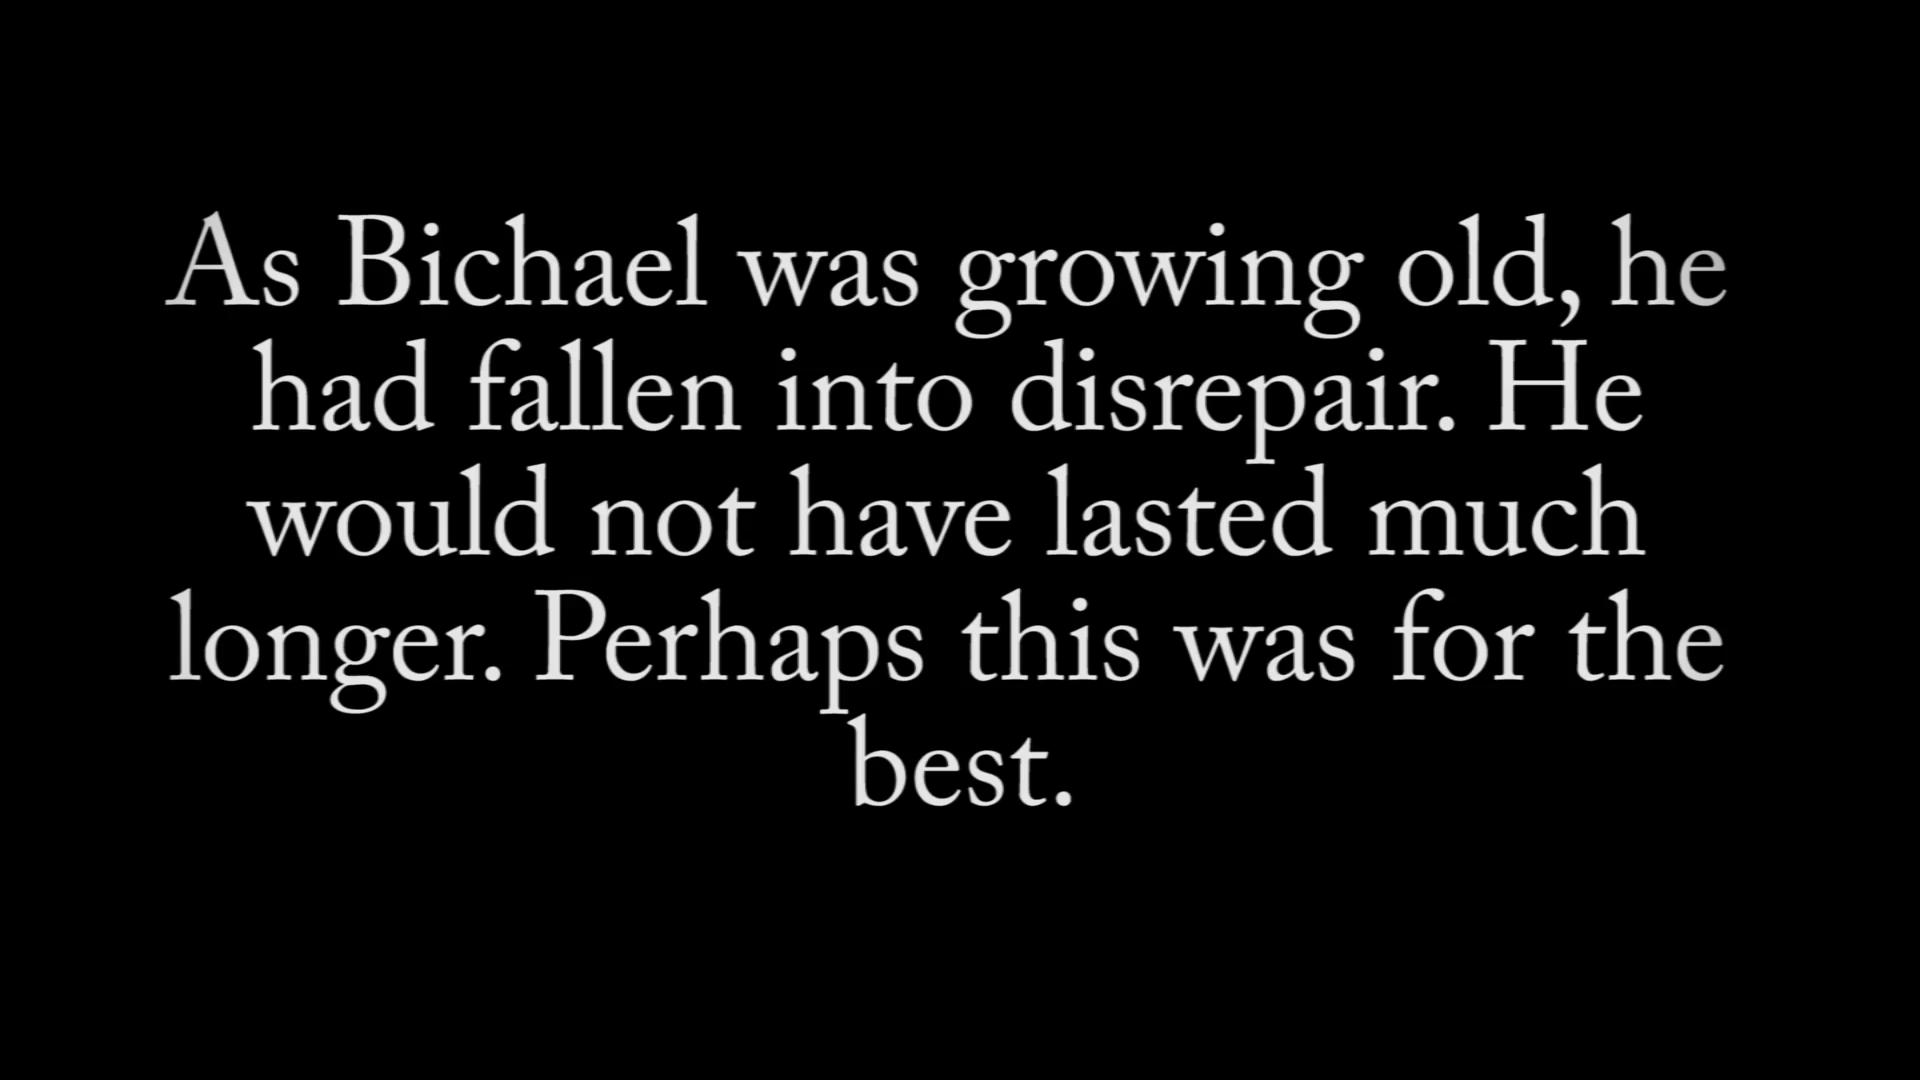 As Bichael was growing old, he
had fallen into disrepair. He
would not have lasted much
longer. Perhaps this was for the
best.